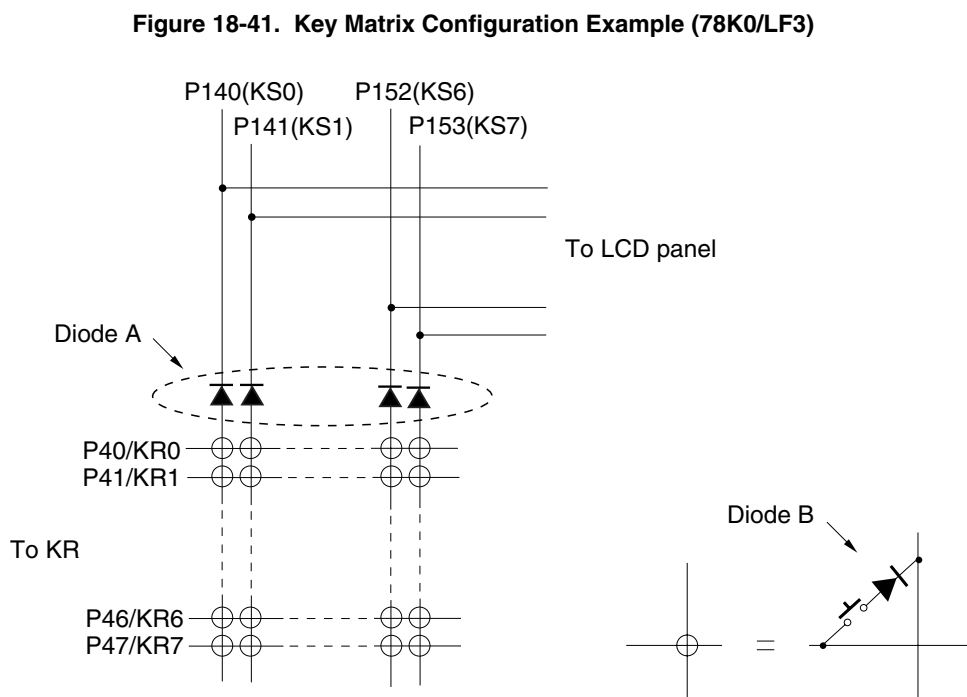 Figure 18-41. Key Matrix Configuration Example (78K0/LF3)
P140(KS0)
P152(KS6)
P141(KS1)
P153(KS7)
To LCD panel
Diode A
P40/KR0
P41/KR1
Diode B
To KR
P46/KR6
P47/KR7
=